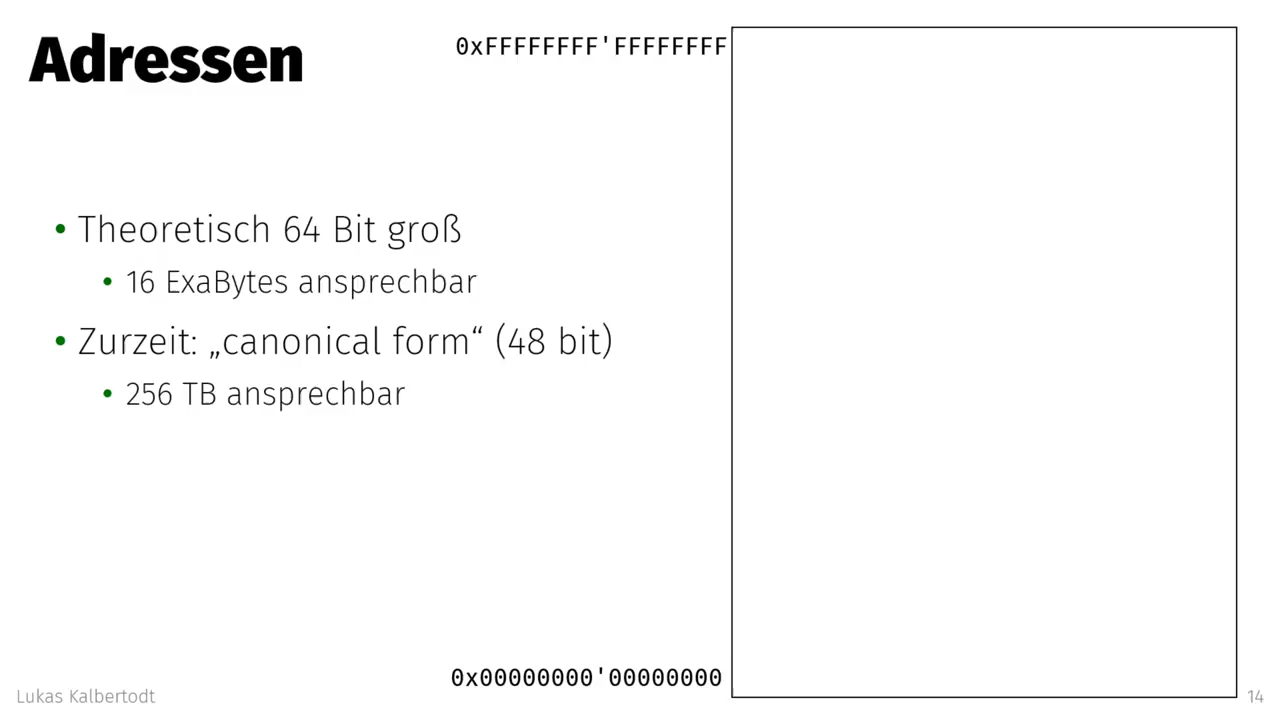 Adressen
0xFFFFFFFF'FFFFFFFF
• Theoretisch 64 Bit groß
• 16 ExaBytes ansprechbar
• Zurzeit: „canonical form“ (48 bit)
• 256 TB ansprechbar
0x00000000'00000000
Lukas Kalbertodt
14